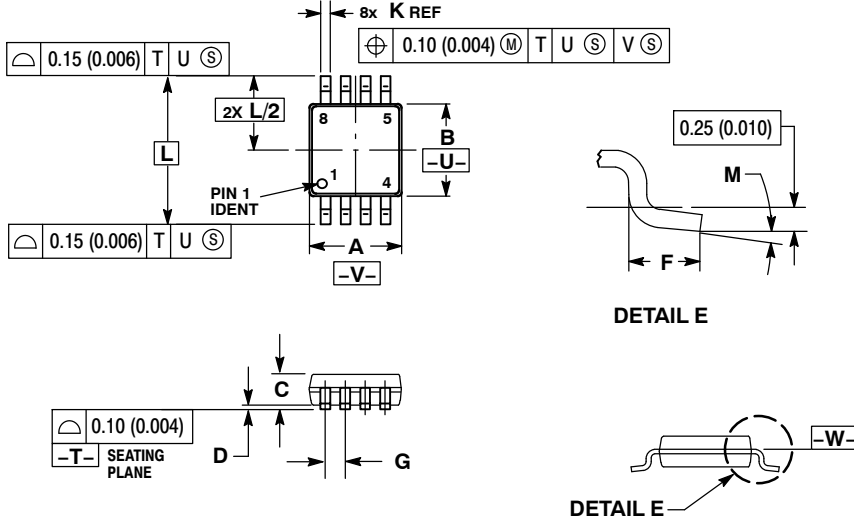 8x K REF
⌖ 0.10 (0.004) Ⓜ T U Ⓢ V Ⓢ
⌓ 0.15 (0.006) T U Ⓢ
2X L/2
8 5
B
–U–
L
PIN 1
IDENT
1 4
⌓ 0.15 (0.006) T U Ⓢ
A
–V–
0.25 (0.010)
M
F
DETAIL E
C
⌓ 0.10 (0.004)
–T– SEATING
PLANE
D
G
–W–
DETAIL E